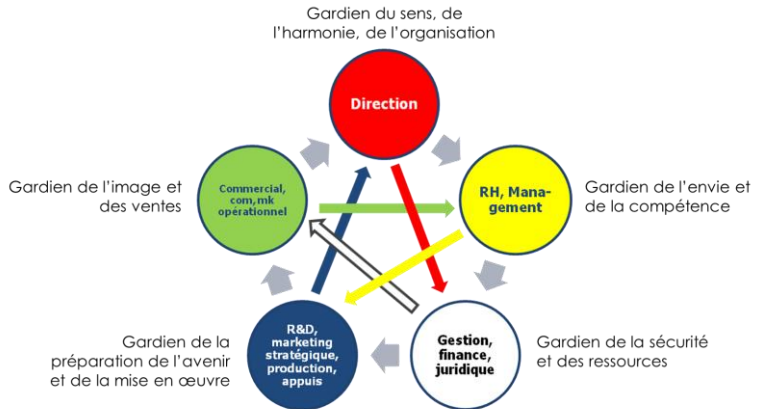 Gardien du sens, de
l'harmonie, de l'organisation
Direction
Gardien de l'image et
des ventes
Commercial,
com, mk
opérationnel
RH, Mana-
gement
Gardien de l'envie et
de la compétence
Gardien de la
préparation de l'avenir
et de la mise en œuvre
R&D,
marketing
stratégique,
production,
appuis
Gestion,
finance,
juridique
Gardien de la sécurité
et des ressources